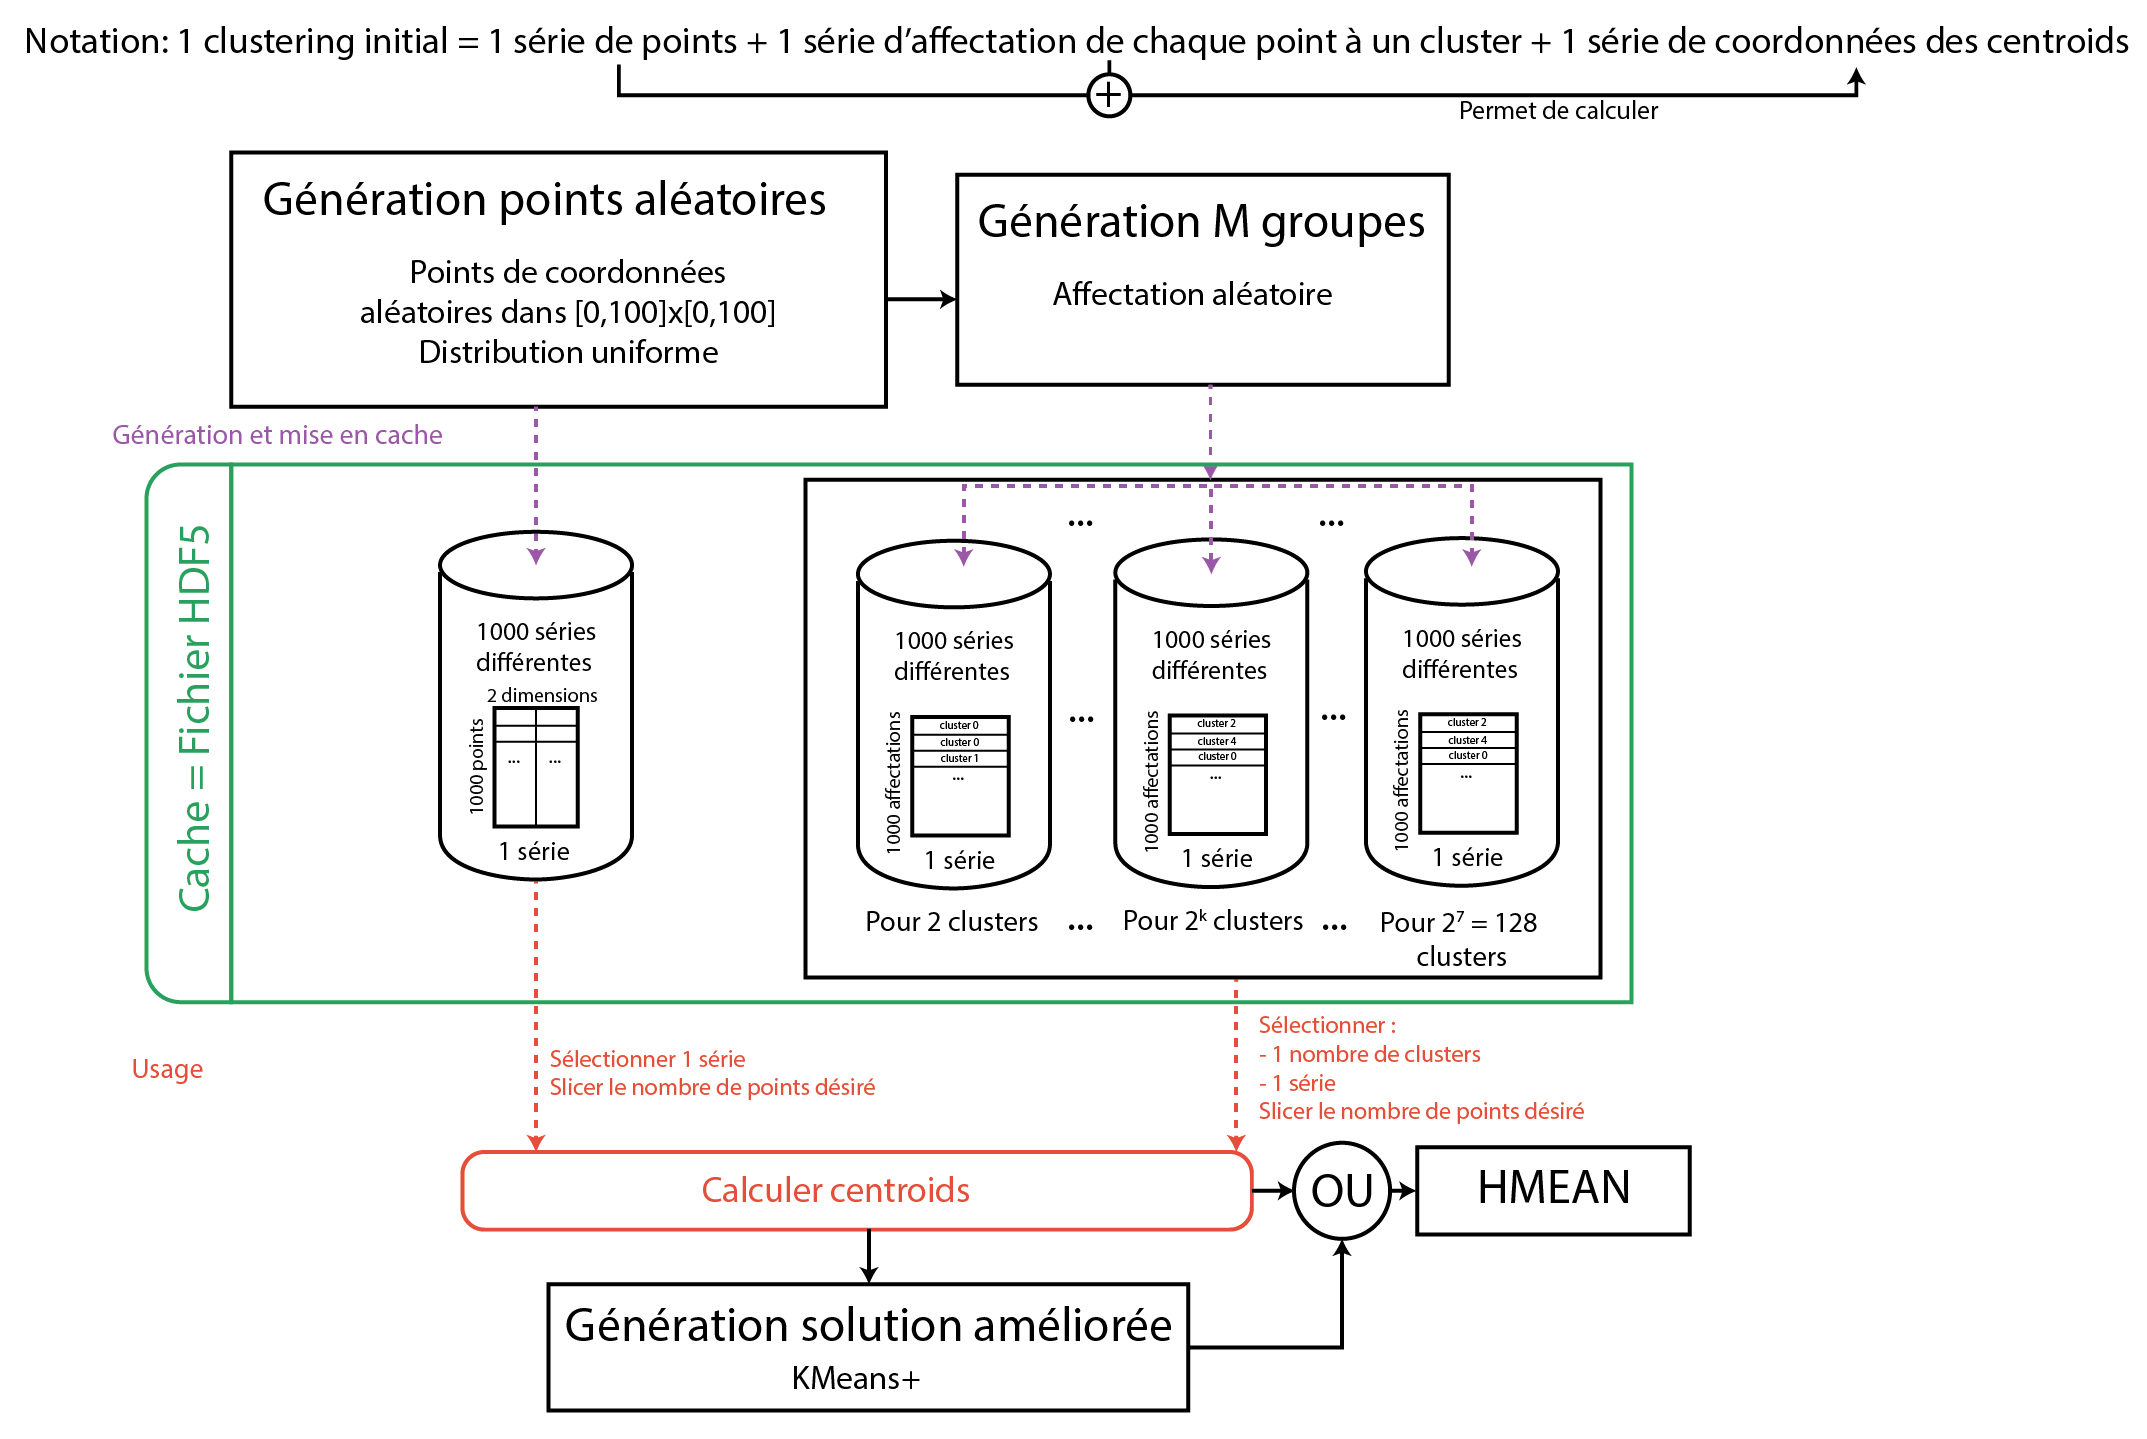 Notation: 1 clustering initial = 1 série de points + 1 série d’affectation de chaque point à un cluster + 1 série de coordonnées des centroids
+
Permet de calculer
Génération points aléatoires
Points de coordonnées
aléatoires dans [0,100]x[0,100]
Distribution uniforme
Génération M groupes
Affectation aléatoire
Génération et mise en cache
Cache = Fichier HDF5
1000 séries
différentes
2 dimensions
1000 points
... ...
1 série
... ...
1000 séries
différentes
1000 affectations
cluster 0
cluster 0
cluster 1
...
1 série
Pour 2 clusters
...
...
1000 séries
différentes
1000 affectations
cluster 2
cluster 4
cluster 0
...
1 série
Pour 2ᵏ clusters
...
...
1000 séries
différentes
1000 affectations
cluster 2
cluster 4
cluster 0
...
1 série
Pour 2⁷ = 128
clusters
Usage
Sélectionner 1 série
Slicer le nombre de points désiré
Sélectionner :
- 1 nombre de clusters
- 1 série
Slicer le nombre de points désiré
Calculer centroids
OU
HMEAN
Génération solution améliorée
KMeans+